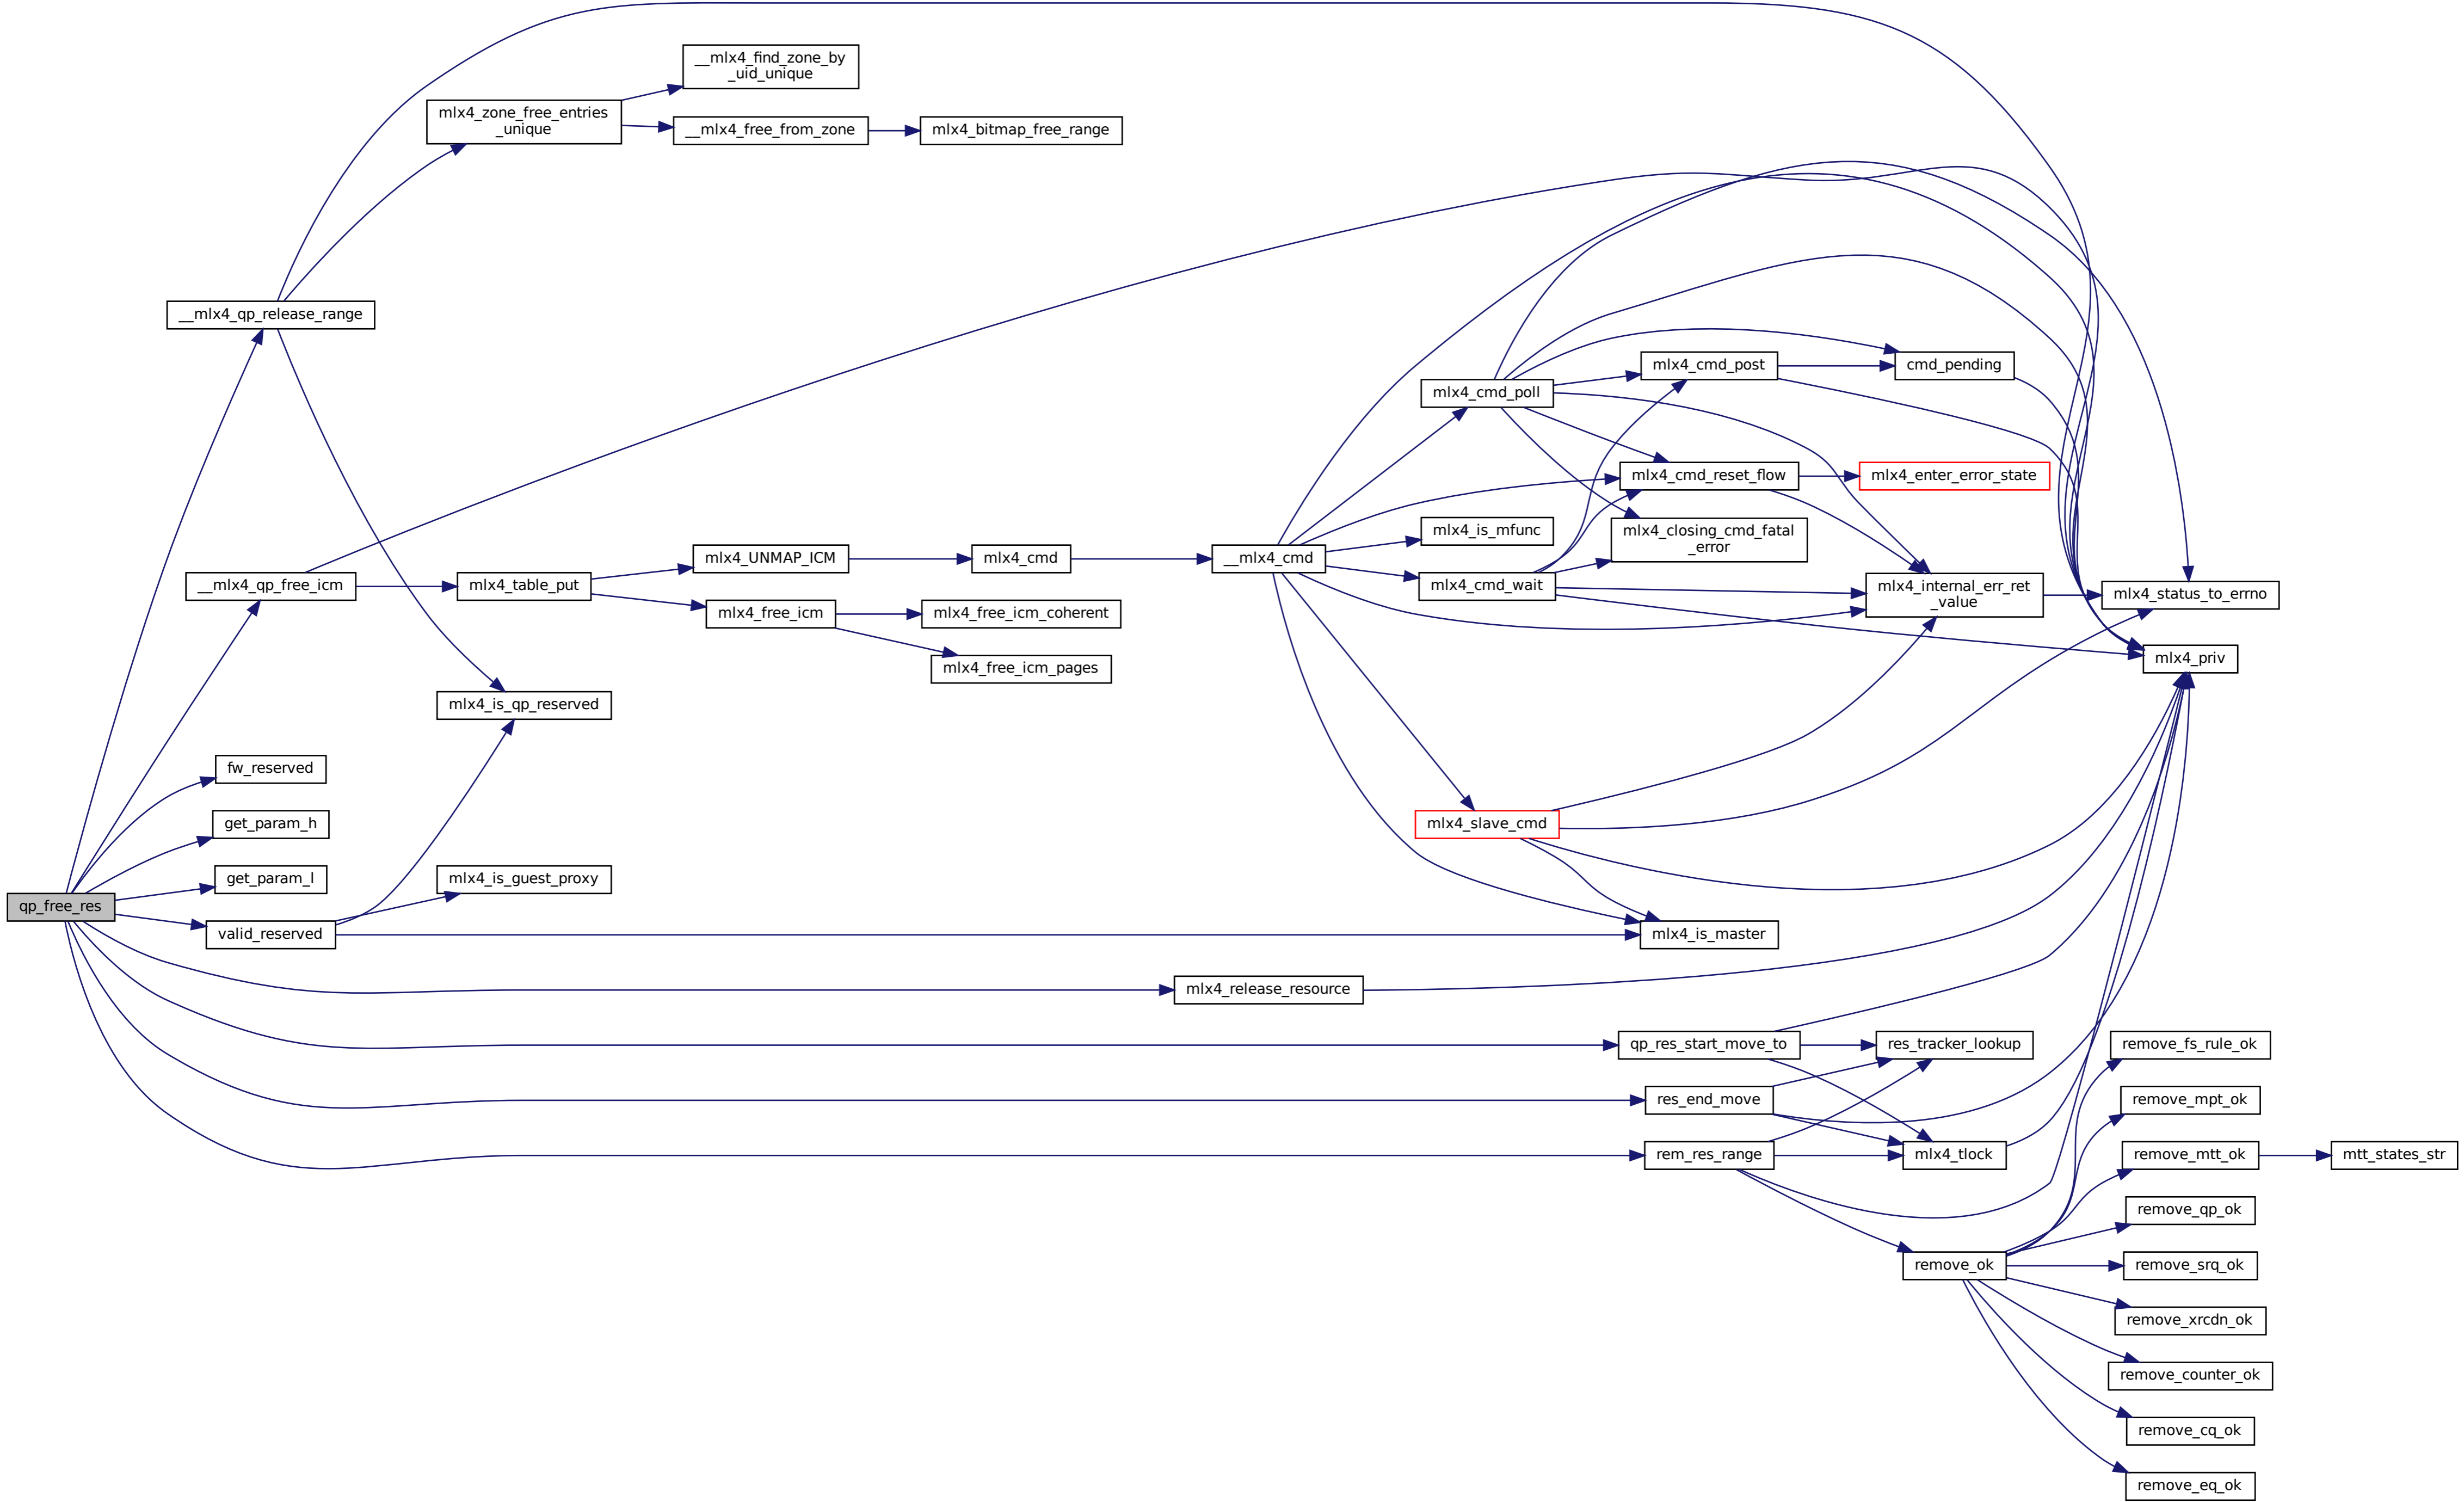 __mlx4_find_zone_by
_uid_unique
mlx4_zone_free_entries
_unique
__mlx4_free_from_zone
mlx4_bitmap_free_range
__mlx4_qp_release_range
mlx4_cmd_poll
mlx4_cmd_post
cmd_pending
mlx4_cmd_reset_flow
mlx4_enter_error_state
mlx4_is_mfunc
mlx4_closing_cmd_fatal
_error
__mlx4_qp_free_icm
mlx4_table_put
mlx4_UNMAP_ICM
mlx4_cmd
__mlx4_cmd
mlx4_cmd_wait
mlx4_internal_err_ret
_value
mlx4_status_to_errno
mlx4_free_icm
mlx4_free_icm_coherent
mlx4_free_icm_pages
mlx4_priv
mlx4_is_qp_reserved
fw_reserved
get_param_h
mlx4_slave_cmd
get_param_l
mlx4_is_guest_proxy
qp_free_res
valid_reserved
mlx4_is_master
mlx4_release_resource
qp_res_start_move_to
res_tracker_lookup
remove_fs_rule_ok
res_end_move
remove_mpt_ok
rem_res_range
mlx4_tlock
remove_mtt_ok
mtt_states_str
remove_qp_ok
remove_ok
remove_srq_ok
remove_xrcdn_ok
remove_counter_ok
remove_cq_ok
remove_eq_ok